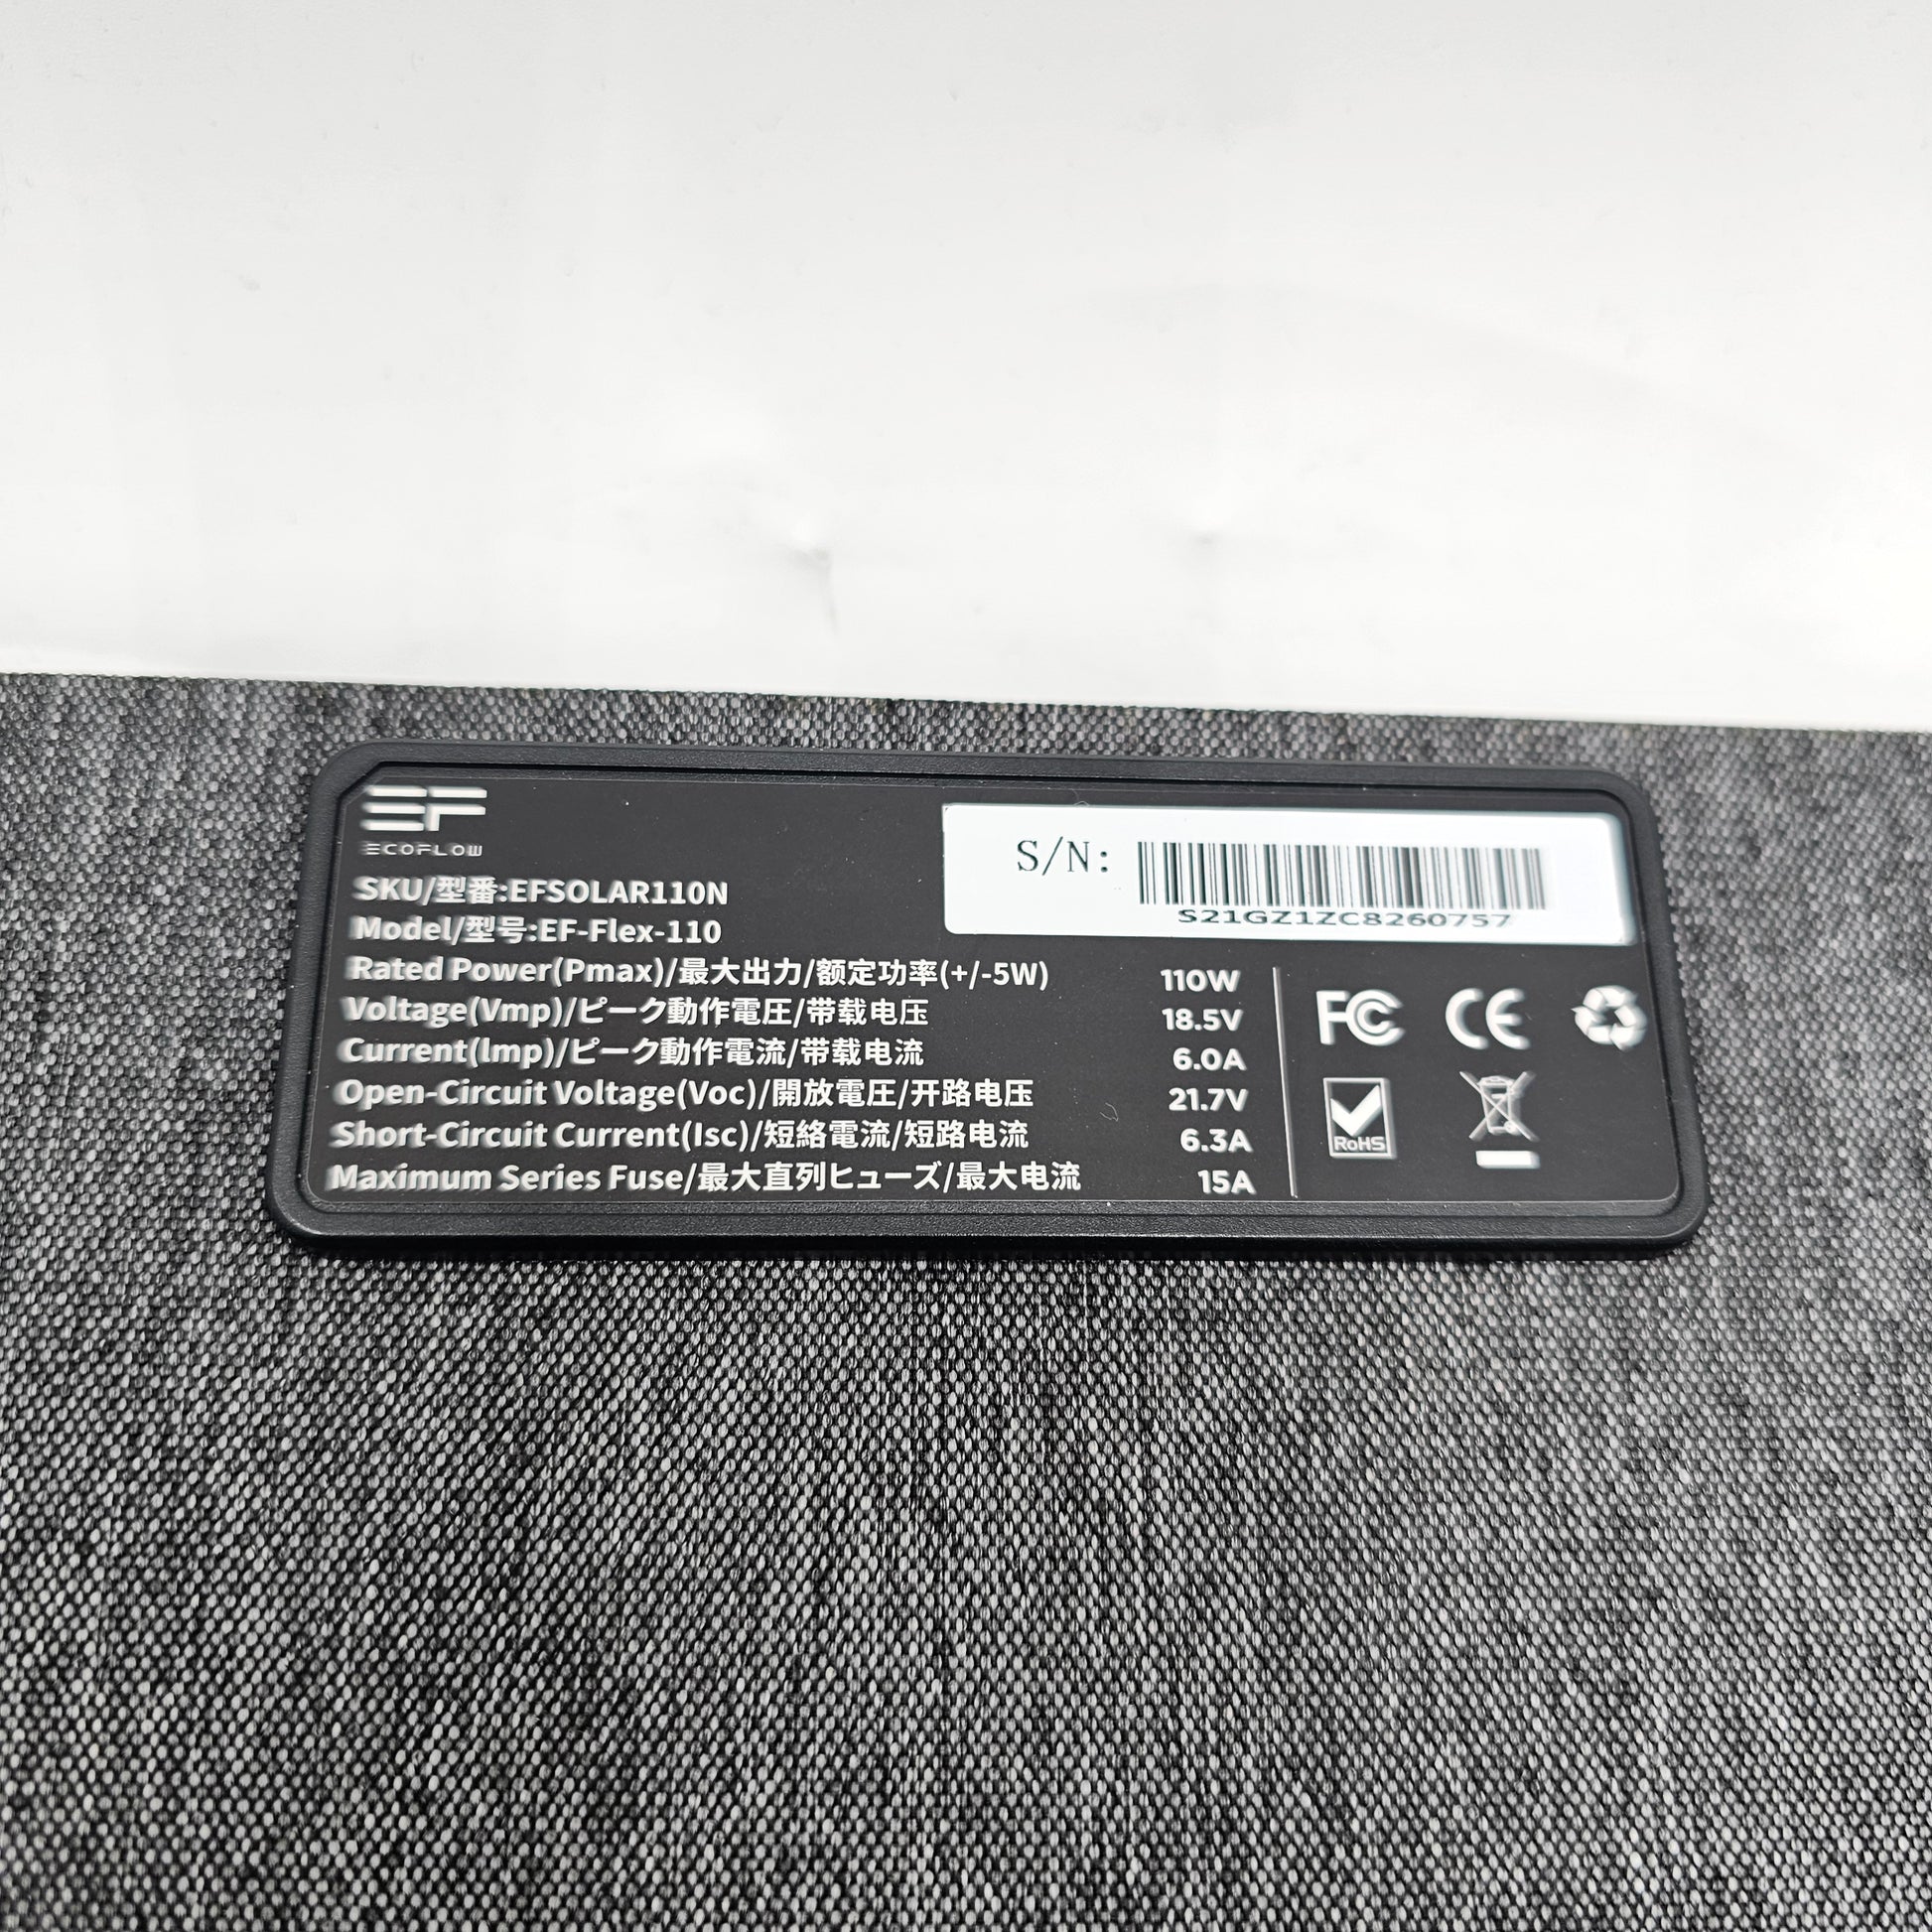 EF
ECOFLOW
S/N:
S21GZ1ZC8260757
SKU/型番:EFSOLAR110N
Model/型号:EF-Flex-110
Rated Power(Pmax)/最大出力/额定功率(+/-5W) 110W
Voltage(Vmp)/ピーク動作電圧/带载电压 18.5V
Current(lmp)/ピーク動作電流/带载电流 6.0A
Open-Circuit Voltage(Voc)/開放電圧/开路电压 21.7V
Short-Circuit Current(Isc)/短絡電流/短路电流 6.3A
Maximum Series Fuse/最大直列ヒューズ/最大电流 15A
FC CE
RoHS